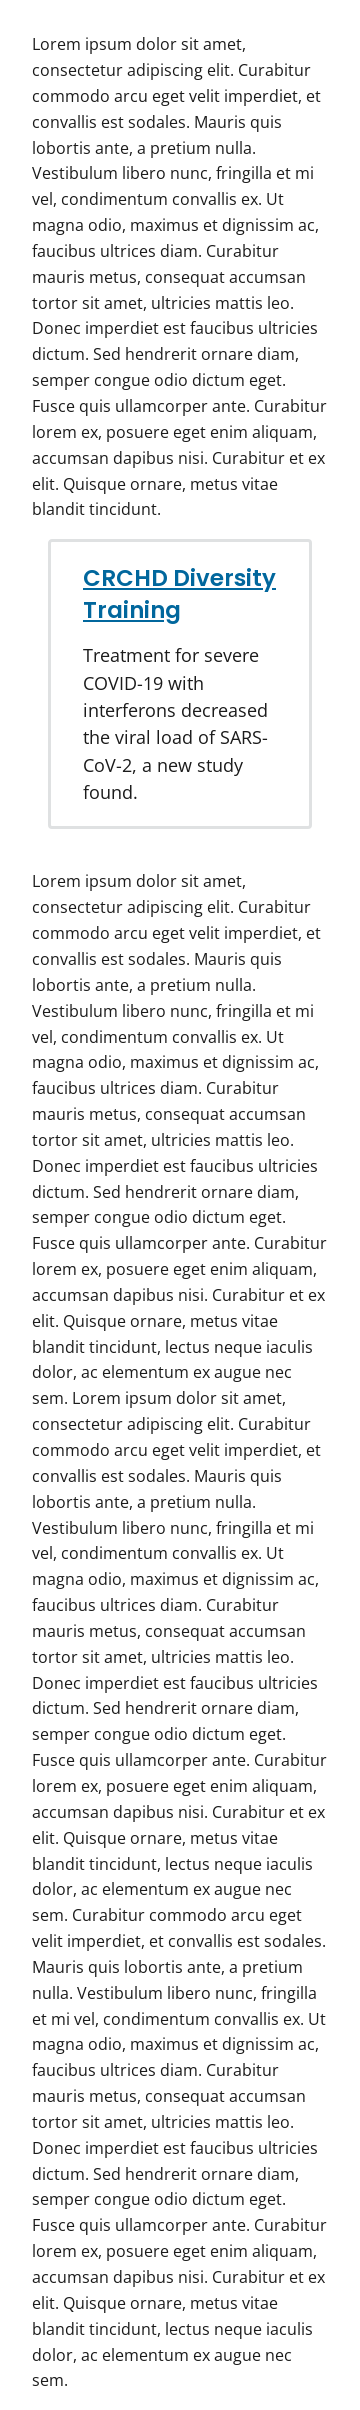 Lorem ipsum dolor sit amet,
consectetur adipiscing elit. Curabitur
commodo arcu eget velit imperdiet, et
convallis est sodales. Mauris quis
lobortis ante, a pretium nulla.
Vestibulum libero nunc, fringilla et mi
vel, condimentum convallis ex. Ut
magna odio, maximus et dignissim ac,
faucibus ultrices diam. Curabitur
mauris metus, consequat accumsan
tortor sit amet, ultricies mattis leo.
Donec imperdiet est faucibus ultricies
dictum. Sed hendrerit ornare diam,
semper congue odio dictum eget.
Fusce quis ullamcorper ante. Curabitur
lorem ex, posuere eget enim aliquam,
accumsan dapibus nisi. Curabitur et ex
elit. Quisque ornare, metus vitae
blandit tincidunt.
CRCHD Diversity
Training
Treatment for severe
COVID-19 with
interferons decreased
the viral load of SARS-
CoV-2, a new study
found.
Lorem ipsum dolor sit amet,
consectetur adipiscing elit. Curabitur
commodo arcu eget velit imperdiet, et
convallis est sodales. Mauris quis
lobortis ante, a pretium nulla.
Vestibulum libero nunc, fringilla et mi
vel, condimentum convallis ex. Ut
magna odio, maximus et dignissim ac,
faucibus ultrices diam. Curabitur
mauris metus, consequat accumsan
tortor sit amet, ultricies mattis leo.
Donec imperdiet est faucibus ultricies
dictum. Sed hendrerit ornare diam,
semper congue odio dictum eget.
Fusce quis ullamcorper ante. Curabitur
lorem ex, posuere eget enim aliquam,
accumsan dapibus nisi. Curabitur et ex
elit. Quisque ornare, metus vitae
blandit tincidunt, lectus neque iaculis
dolor, ac elementum ex augue nec
sem. Lorem ipsum dolor sit amet,
consectetur adipiscing elit. Curabitur
commodo arcu eget velit imperdiet, et
convallis est sodales. Mauris quis
lobortis ante, a pretium nulla.
Vestibulum libero nunc, fringilla et mi
vel, condimentum convallis ex. Ut
magna odio, maximus et dignissim ac,
faucibus ultrices diam. Curabitur
mauris metus, consequat accumsan
tortor sit amet, ultricies mattis leo.
Donec imperdiet est faucibus ultricies
dictum. Sed hendrerit ornare diam,
semper congue odio dictum eget.
Fusce quis ullamcorper ante. Curabitur
lorem ex, posuere eget enim aliquam,
accumsan dapibus nisi. Curabitur et ex
elit. Quisque ornare, metus vitae
blandit tincidunt, lectus neque iaculis
dolor, ac elementum ex augue nec
sem. Curabitur commodo arcu eget
velit imperdiet, et convallis est sodales.
Mauris quis lobortis ante, a pretium
nulla. Vestibulum libero nunc, fringilla
et mi vel, condimentum convallis ex. Ut
magna odio, maximus et dignissim ac,
faucibus ultrices diam. Curabitur
mauris metus, consequat accumsan
tortor sit amet, ultricies mattis leo.
Donec imperdiet est faucibus ultricies
dictum. Sed hendrerit ornare diam,
semper congue odio dictum eget.
Fusce quis ullamcorper ante. Curabitur
lorem ex, posuere eget enim aliquam,
accumsan dapibus nisi. Curabitur et ex
elit. Quisque ornare, metus vitae
blandit tincidunt, lectus neque iaculis
dolor, ac elementum ex augue nec
sem.